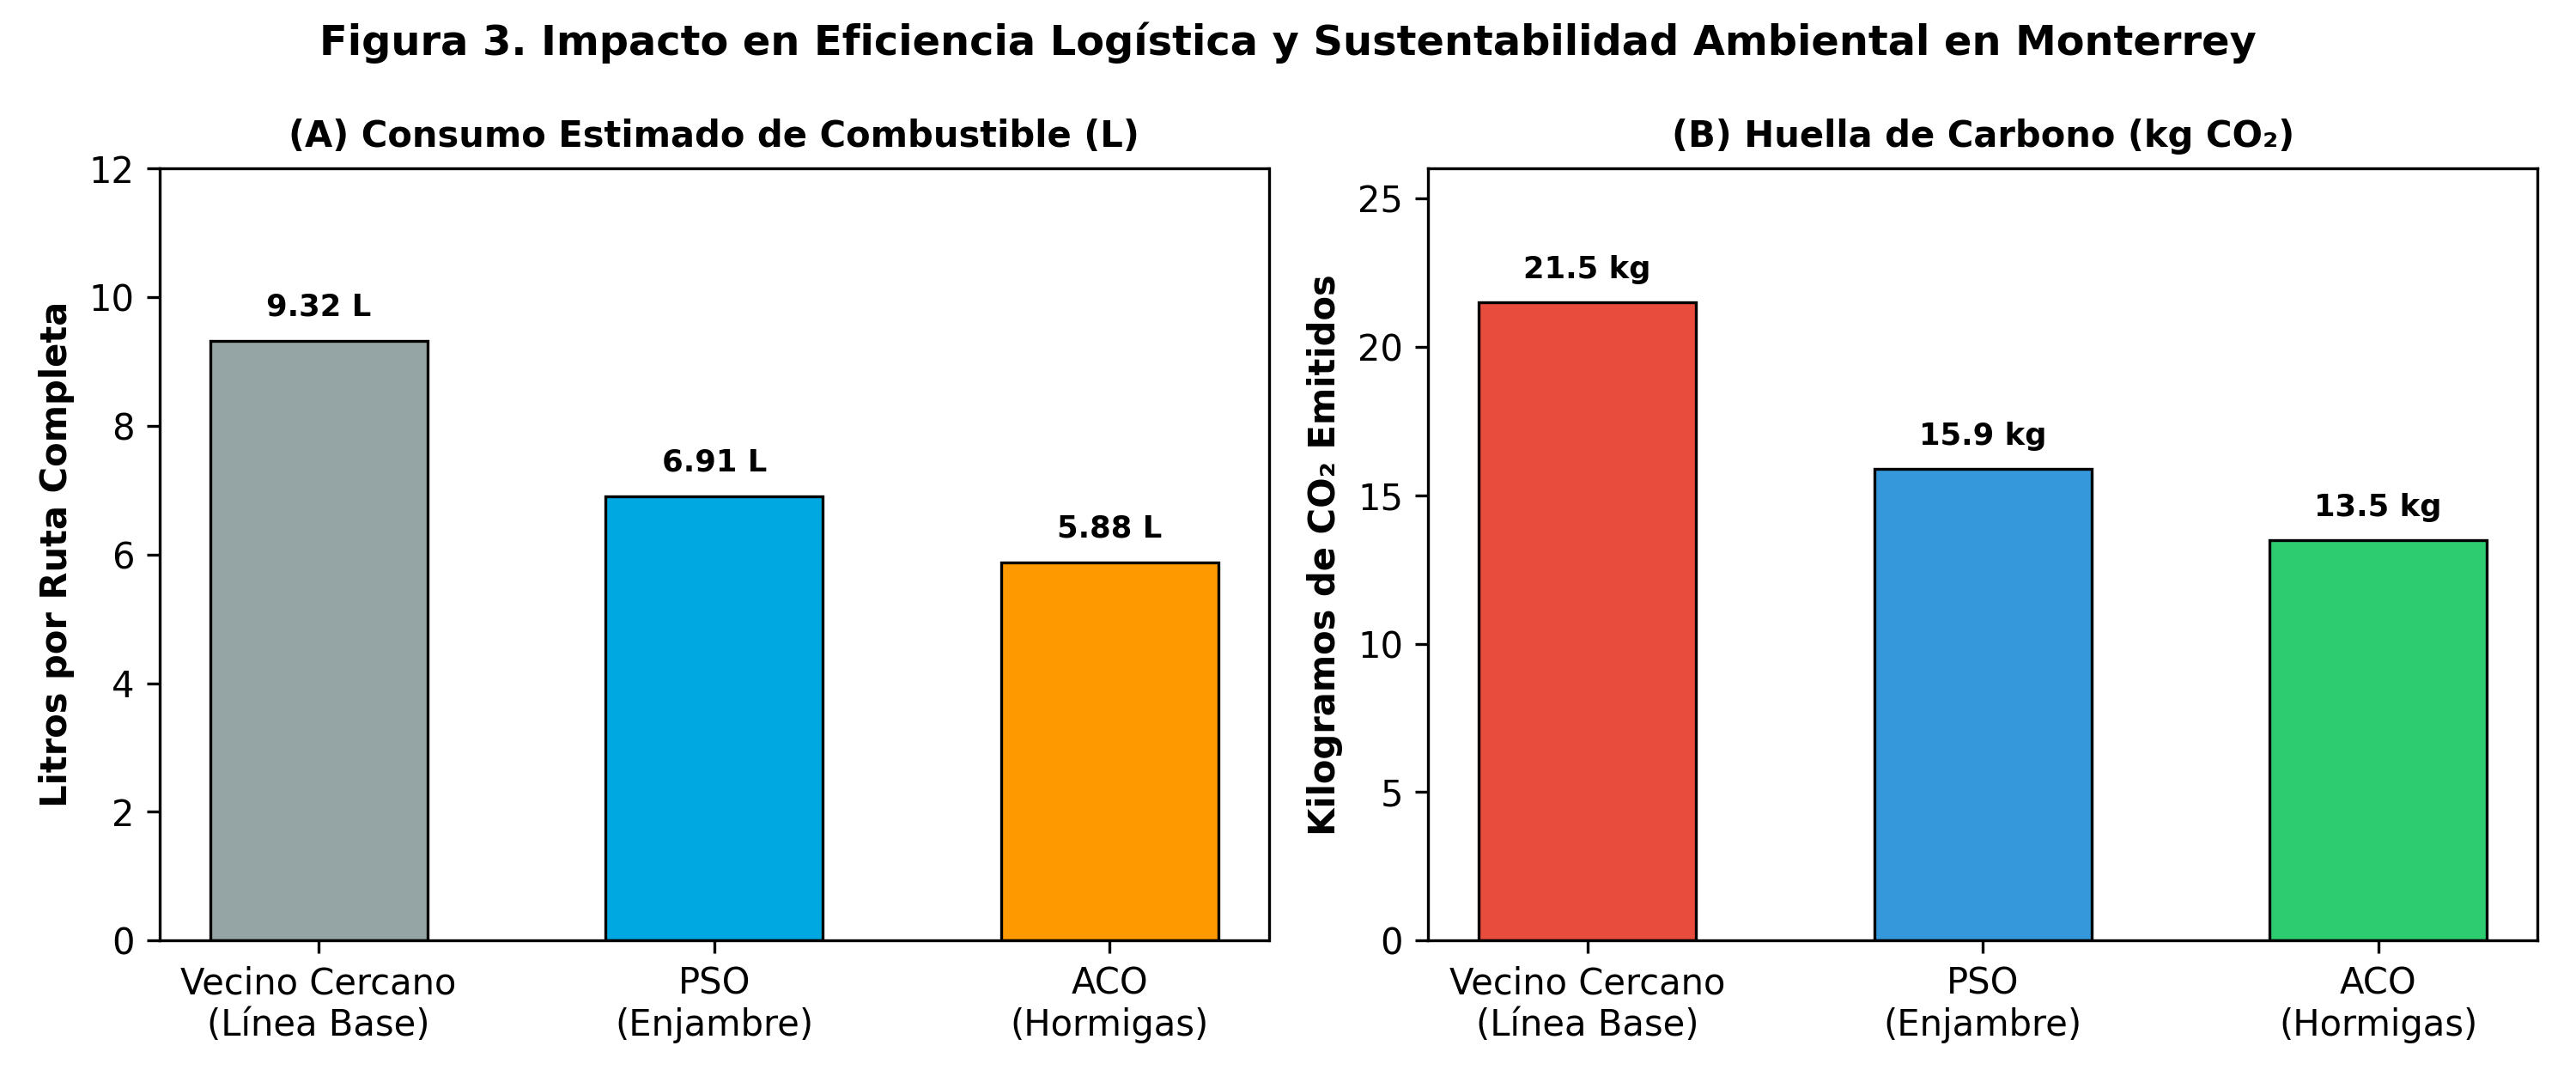 Figura 3. Impacto en Eficiencia Logística y Sustentabilidad Ambiental en Monterrey
(A) Consumo Estimado de Combustible (L)
Litros por Ruta Completa
12
10
8
6
4
2
0
9.32 L
6.91 L
5.88 L
Vecino Cercano
(Línea Base)
PSO
(Enjambre)
ACO
(Hormigas)
(B) Huella de Carbono (kg CO₂)
Kilogramos de CO₂ Emitidos
25
20
15
10
5
0
21.5 kg
15.9 kg
13.5 kg
Vecino Cercano
(Línea Base)
PSO
(Enjambre)
ACO
(Hormigas)